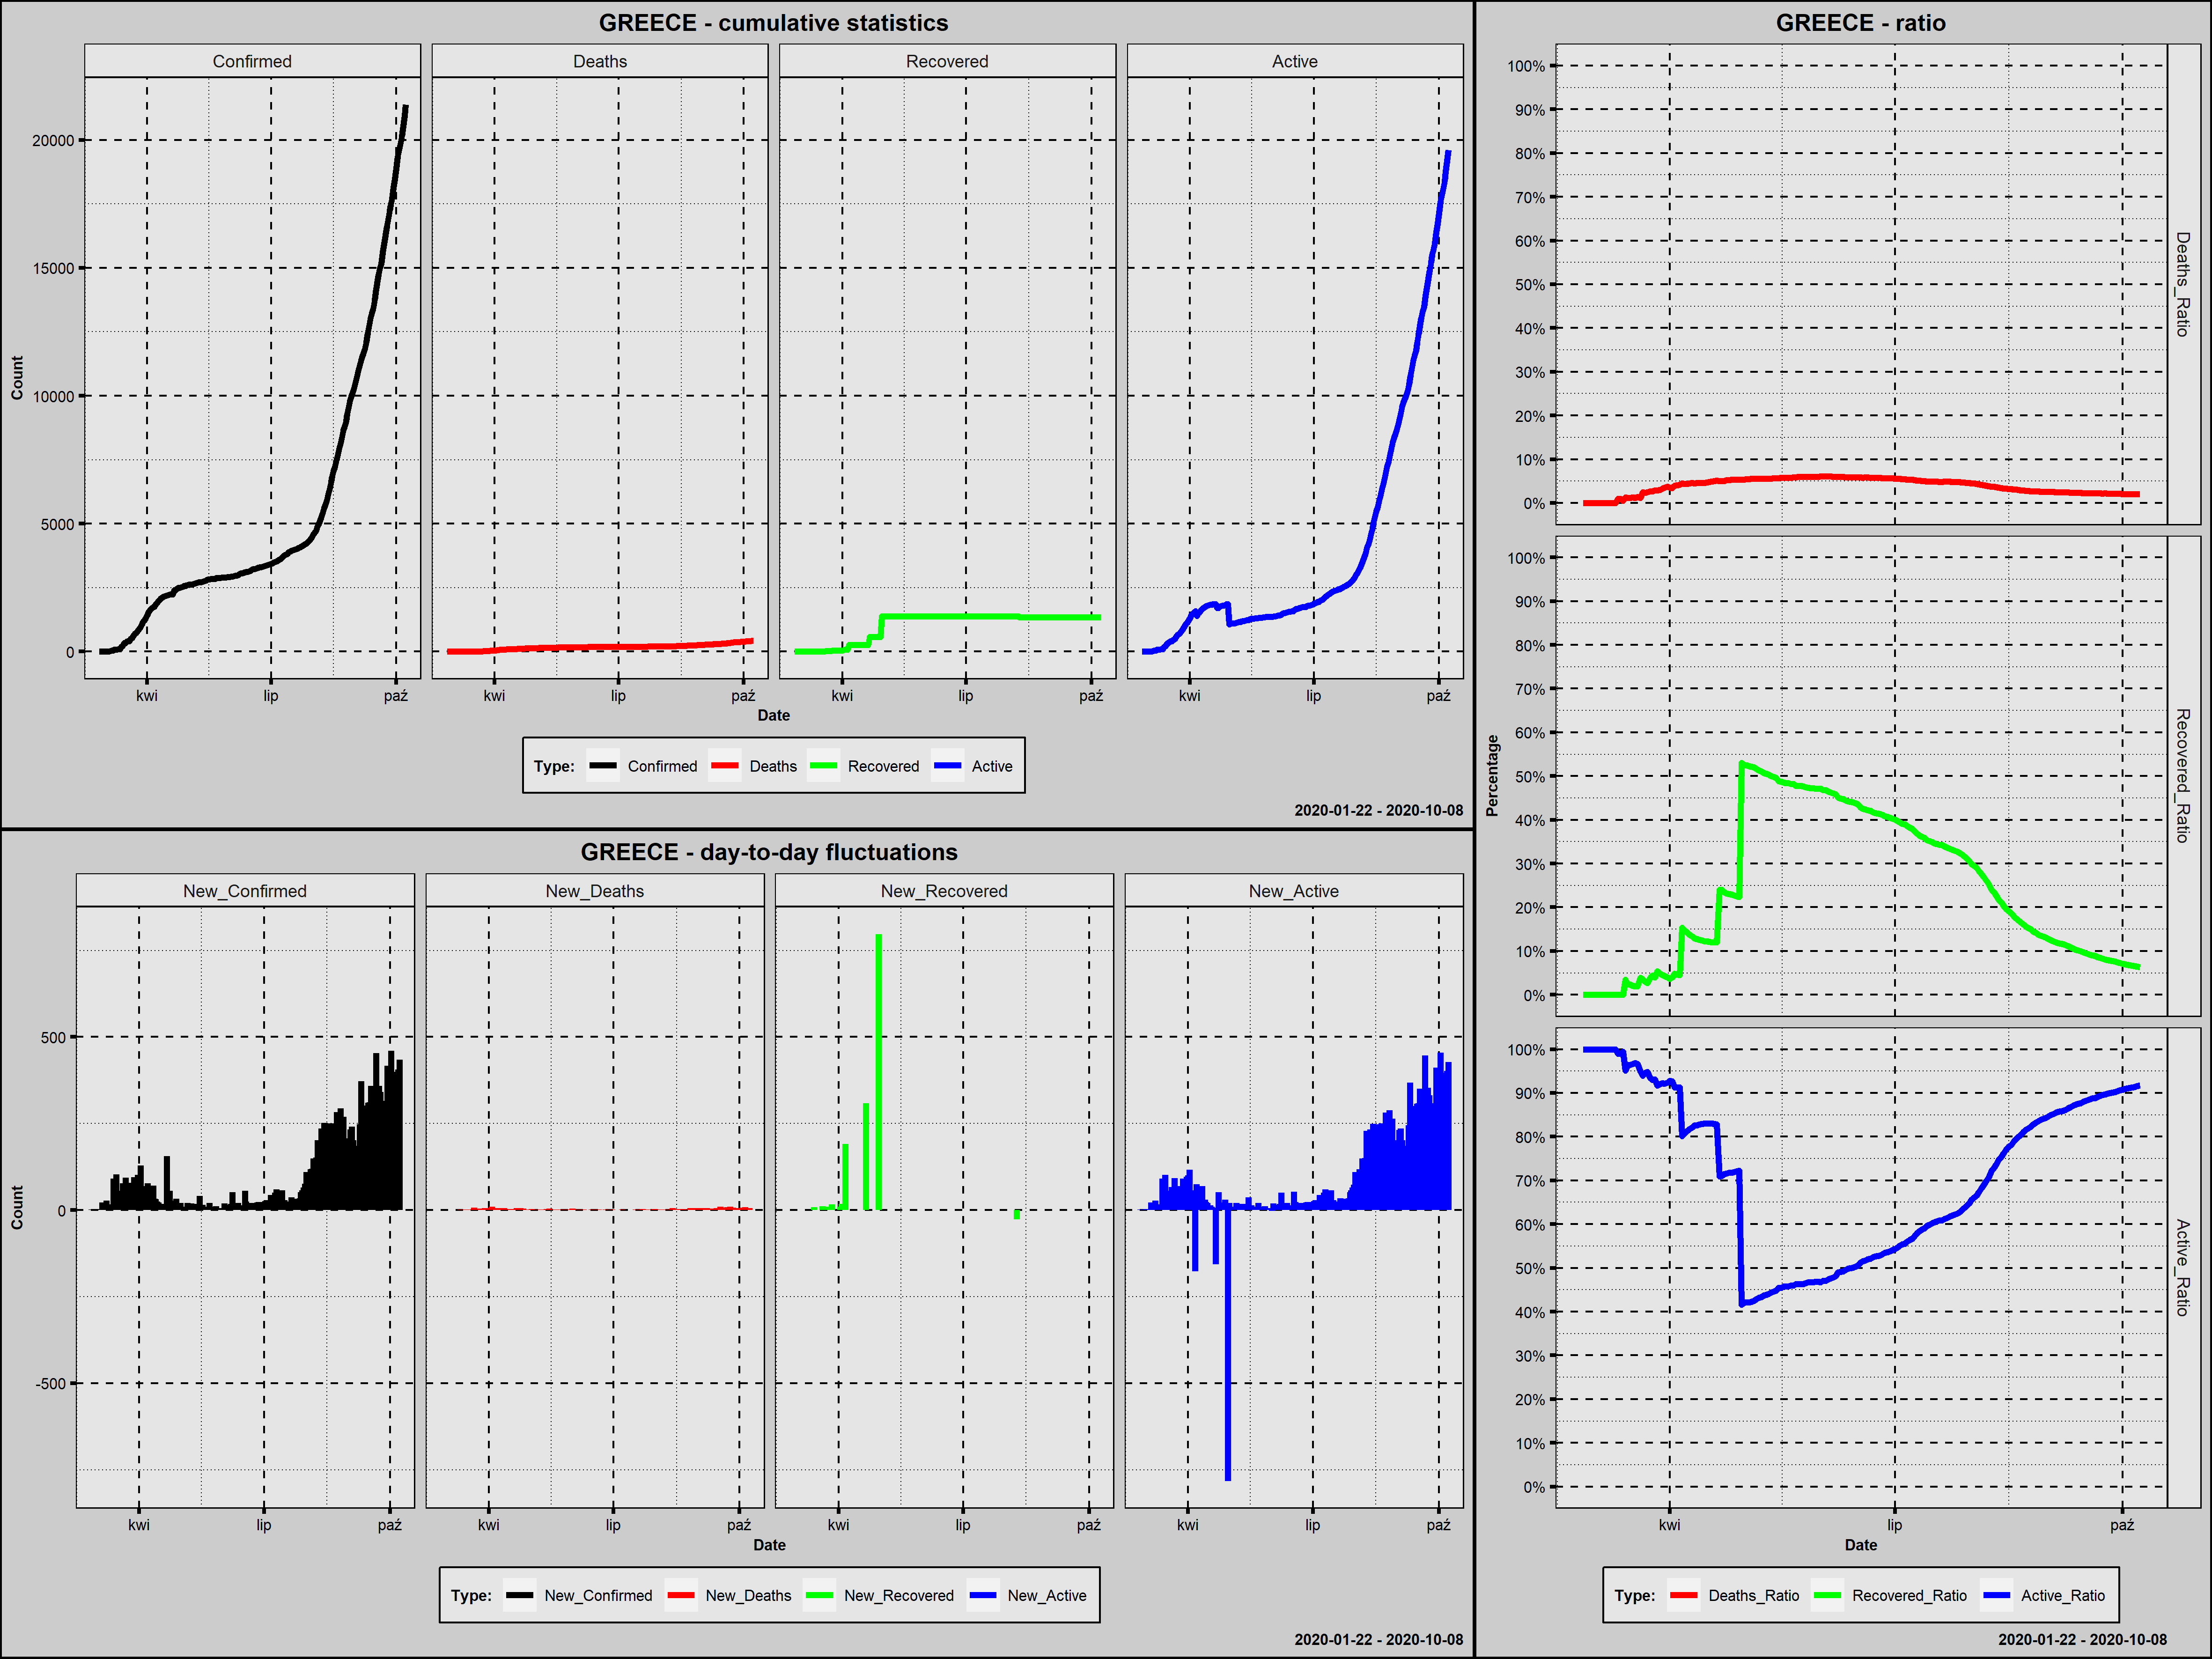 GREECE - cumulative statistics
Confirmed Deaths Recovered Active
Count
20000
15000
10000
5000
0
kwi lip paź kwi lip paź kwi lip paź kwi lip paź
Date
Type: Confirmed Deaths Recovered Active
2020-01-22 - 2020-10-08
GREECE - day-to-day fluctuations
New_Confirmed New_Deaths New_Recovered New_Active
Count
500
0
-500
kwi lip paź kwi lip paź kwi lip paź kwi lip paź
Date
Type: New_Confirmed New_Deaths New_Recovered New_Active
2020-01-22 - 2020-10-08
GREECE - ratio
Percentage
100%
90%
80%
70%
60%
50%
40%
30%
20%
10%
0%
Deaths_Ratio
100%
90%
80%
70%
60%
50%
40%
30%
20%
10%
0%
Recovered_Ratio
100%
90%
80%
70%
60%
50%
40%
30%
20%
10%
0%
Active_Ratio
kwi lip paź
Date
Type: Deaths_Ratio Recovered_Ratio Active_Ratio
2020-01-22 - 2020-10-08